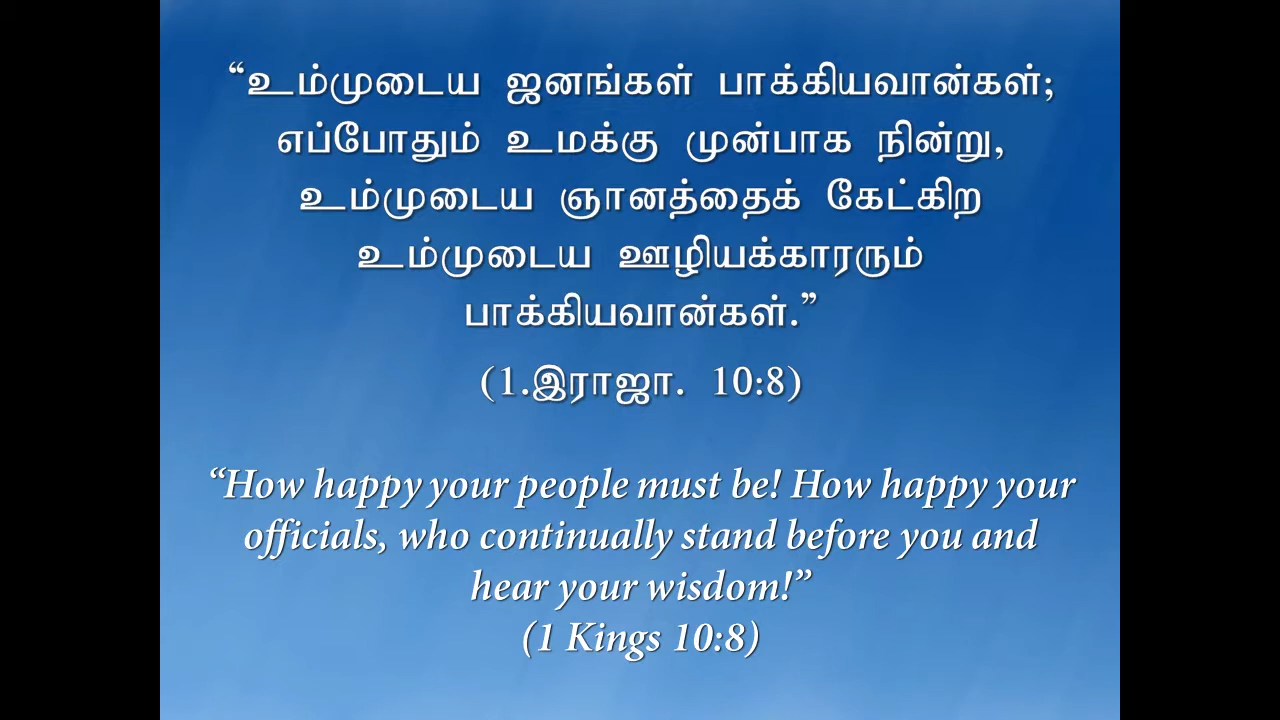 “உம்முடைய ஜனங்கள் பாக்கியவான்கள்;
எப்போதும் உமக்கு முன்பாக நின்று,
உம்முடைய ஞானத்தைக் கேட்கிற
உம்முடைய ஊழியக்காரரும்
பாக்கியவான்கள்.”
(1.இராஜா. 10:8)
“How happy your people must be! How happy your
officials, who continually stand before you and
hear your wisdom!”
(1 Kings 10:8)